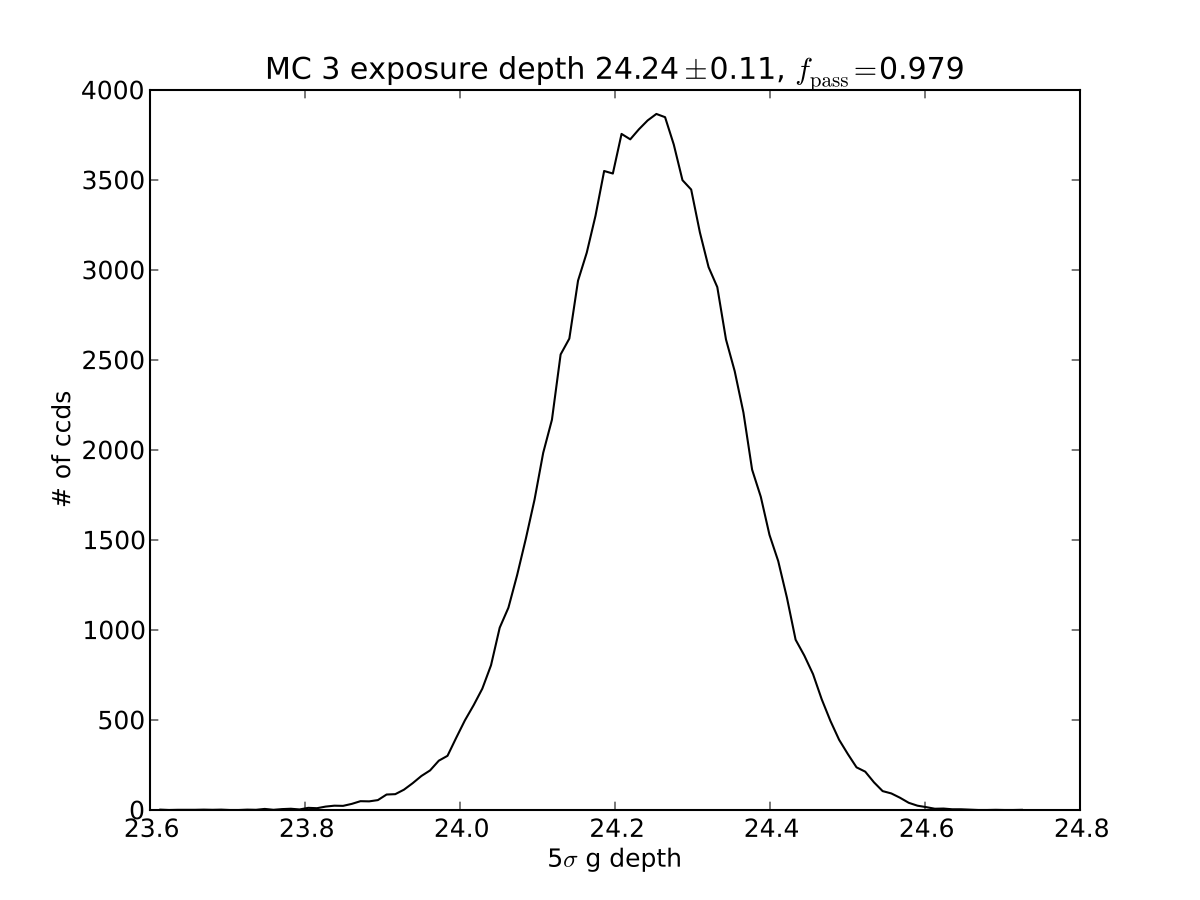 MC 3 exposure depth 24.24 ±0.11, f_pass =0.979
4000
3500
3000
2500
2000
1500
1000
500
0
# of ccds
23.6 23.8 24.0 24.2 24.4 24.6 24.8
5σ g depth